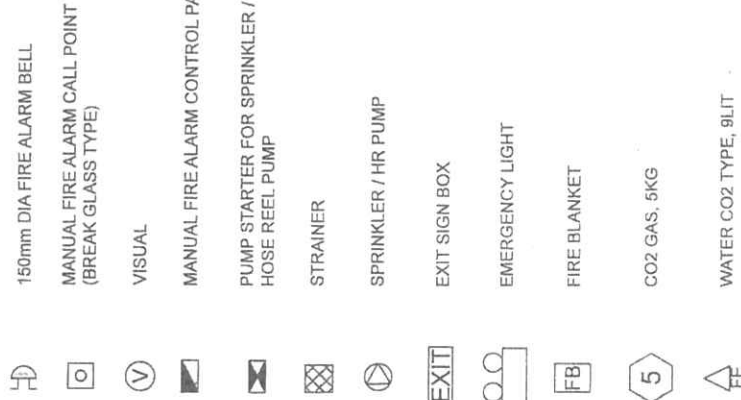 150mm DIA FIRE ALARM BELL
MANUAL FIRE ALARM CALL POINT
(BREAK GLASS TYPE)
V
VISUAL
MANUAL FIRE ALARM CONTROL
PUMP STARTER FOR SPRINKLER /
HOSE REEL PUMP
STRAINER
SPRINKLER / HR PUMP
EXIT
EXIT SIGN BOX
EMERGENCY LIGHT
FB
FIRE BLANKET
5
CO2 GAS, 5KG
WATER CO2 TYPE, 9LIT